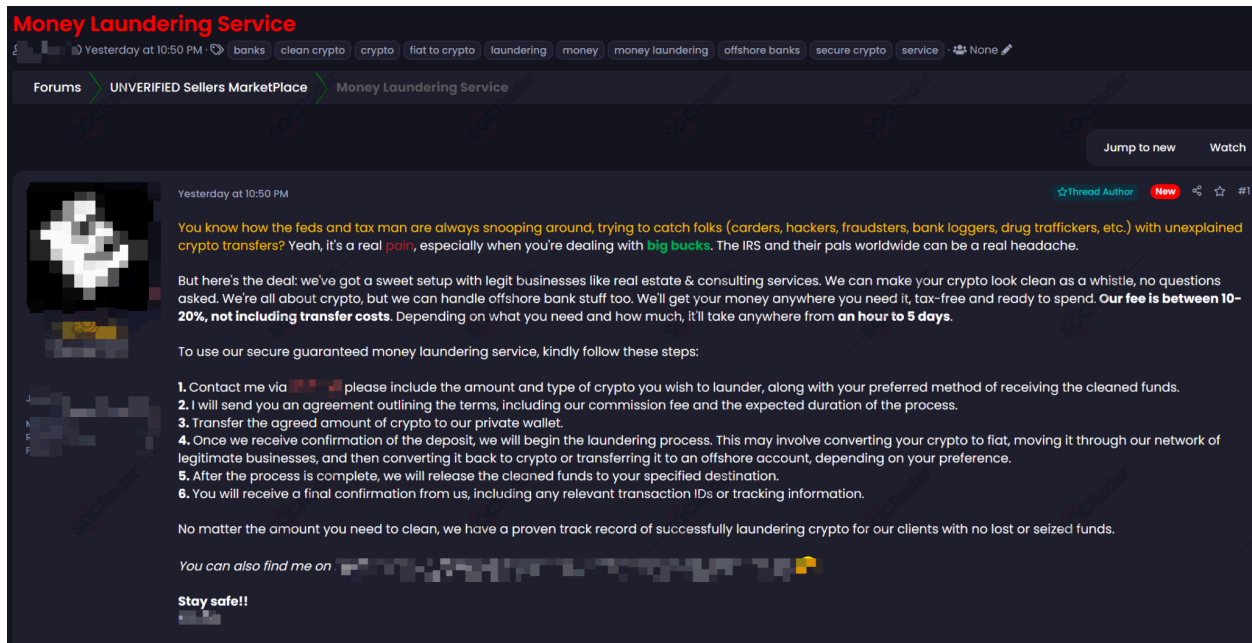 Money Laundering Service
Yesterday at 10:50 PM · banks clean crypto crypto fiat to crypto laundering money money laundering offshore banks secure crypto service · None
Forums UNVERIFIED Sellers MarketPlace Money Laundering Service
Jump to new Watch
Yesterday at 10:50 PM Thread Author New #1
You know how the feds and tax man are always snooping around, trying to catch folks (carders, hackers, fraudsters, bank loggers, drug traffickers, etc.) with unexplained
crypto transfers? Yeah, it's a real pain, especially when you're dealing with big bucks. The IRS and their pals worldwide can be a real headache.
But here's the deal: we've got a sweet setup with legit businesses like real estate & consulting services. We can make your crypto look clean as a whistle, no questions
asked. We're all about crypto, but we can handle offshore bank stuff too. We'll get your money anywhere you need it, tax-free and ready to spend. Our fee is between 10-
20%, not including transfer costs. Depending on what you need and how much, it'll take anywhere from an hour to 5 days.
To use our secure guaranteed money laundering service, kindly follow these steps:
1. Contact me via please include the amount and type of crypto you wish to launder, along with your preferred method of receiving the cleaned funds.
2. I will send you an agreement outlining the terms, including our commission fee and the expected duration of the process.
3. Transfer the agreed amount of crypto to our private wallet.
4. Once we receive confirmation of the deposit, we will begin the laundering process. This may involve converting your crypto to fiat, moving it through our network of
legitimate businesses, and then converting it back to crypto or transferring it to an offshore account, depending on your preference.
5. After the process is complete, we will release the cleaned funds to your specified destination.
6. You will receive a final confirmation from us, including any relevant transaction IDs or tracking information.
No matter the amount you need to clean, we have a proven track record of successfully laundering crypto for our clients with no lost or seized funds.
You can also find me on
Stay safe!!